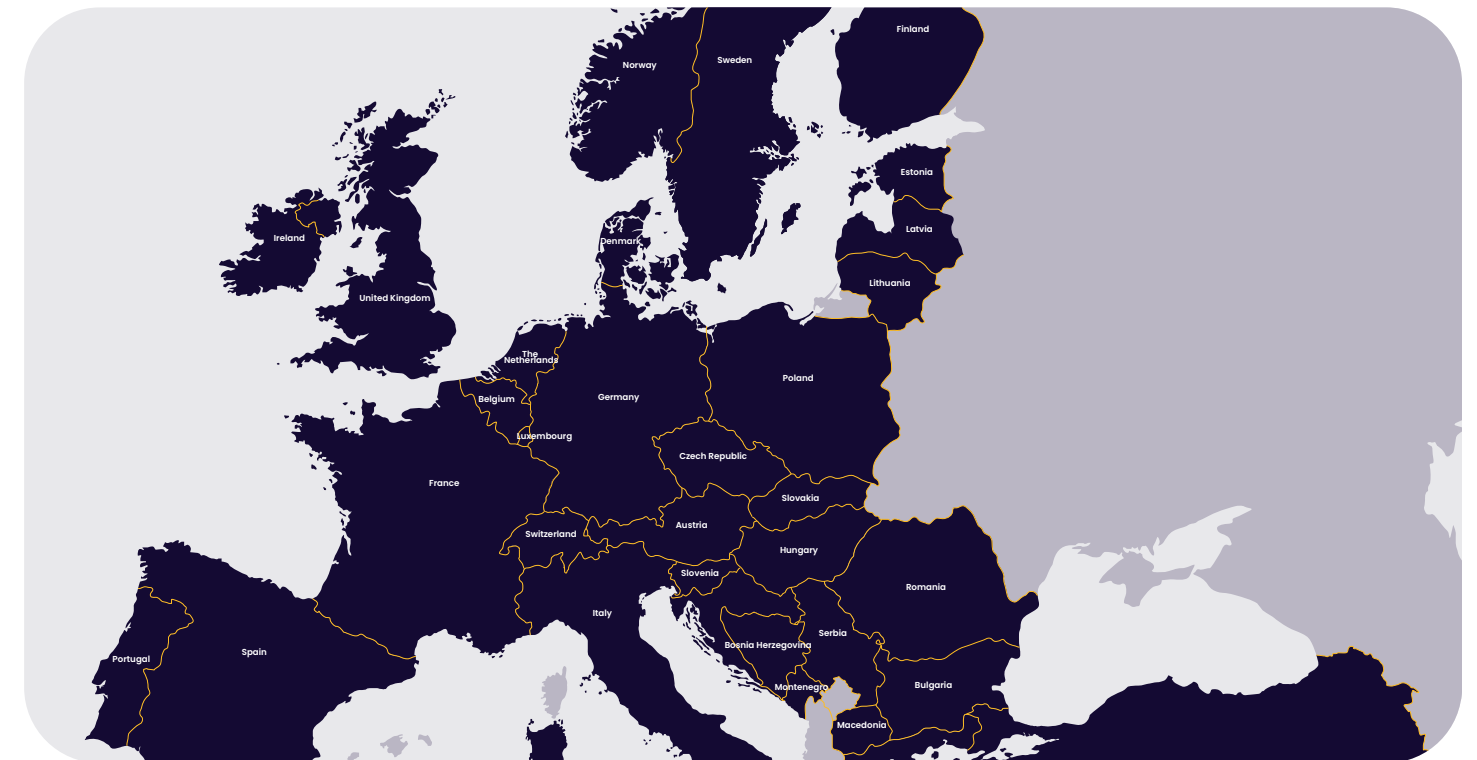 Finland
Norway
Sweden
Estonia
Latvia
Ireland
Denmark
Lithuania
United Kingdom
The
Netherlands
Poland
Belgium
Germany
Luxembourg
Czech Republic
France
Slovakia
Austria
Switzerland
Hungary
Slovenia
Romania
Italy
Serbia
Bosnia Herzegovina
Spain
Portugal
Montenegro
Bulgaria
Macedonia